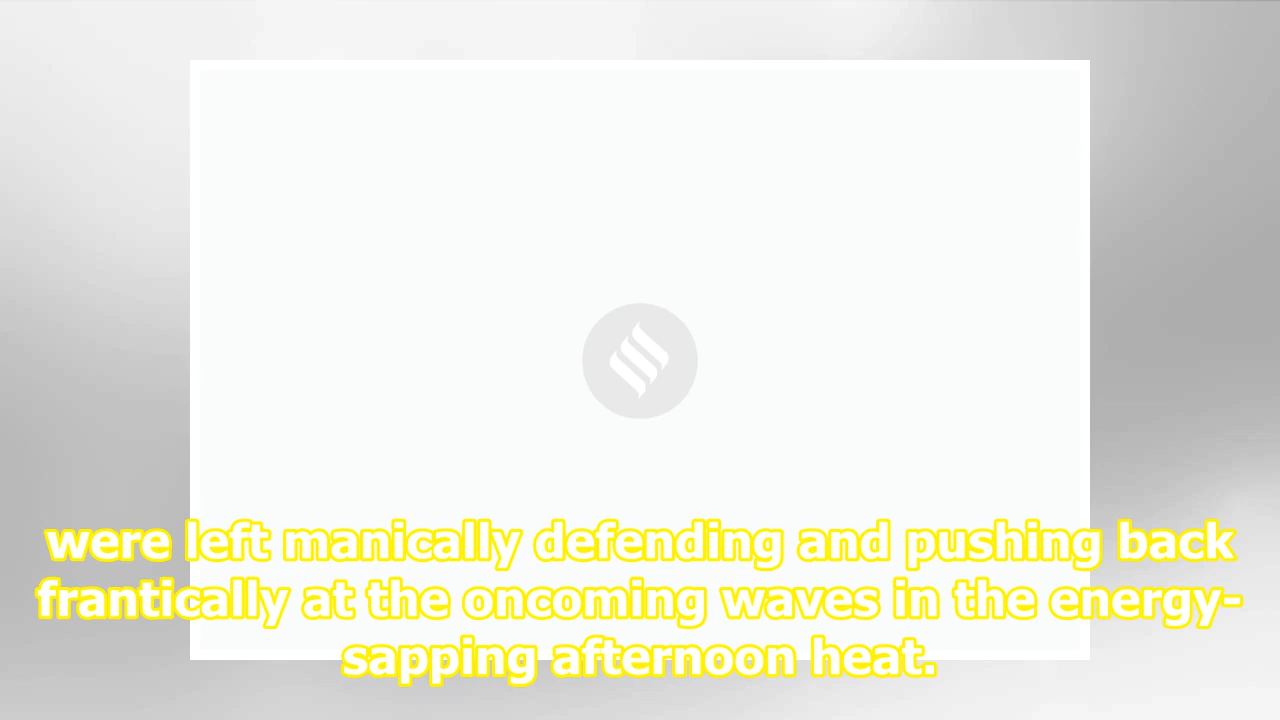 were left manically defending and pushing back
frantically at the oncoming waves in the energy-
sapping afternoon heat.